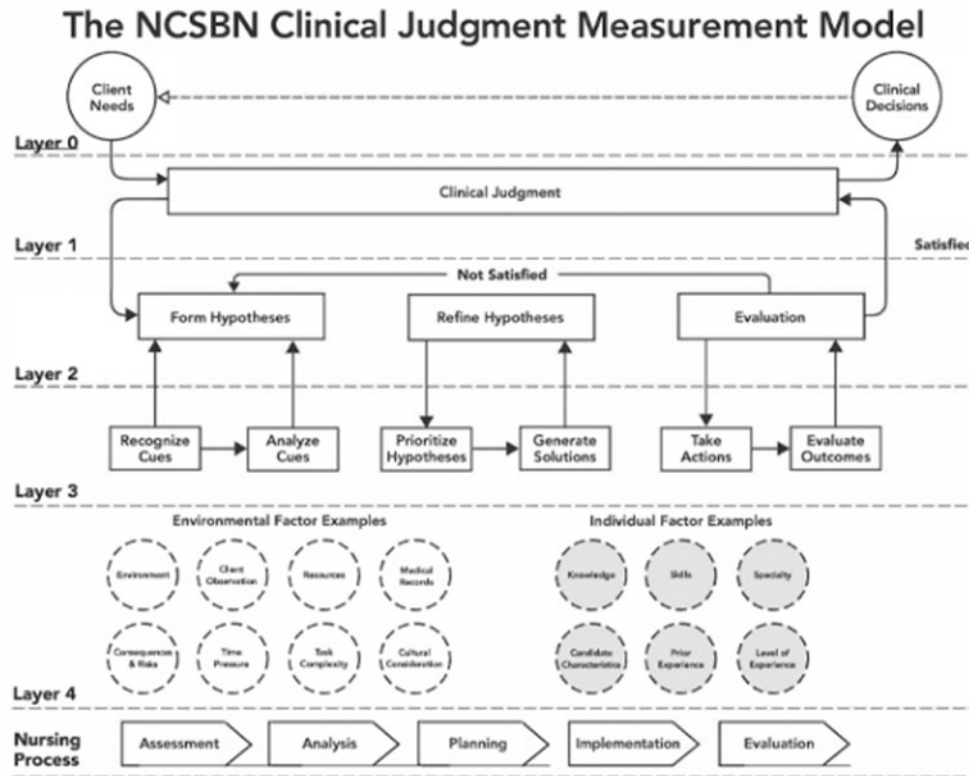 The NCSBN Clinical Judgment Measurement Model
Client
Needs
Clinical
Decisions
Layer 0
Clinical Judgment
Layer 1
Satisfied
Not Satisfied
Form Hypotheses
Refine Hypotheses
Evaluation
Layer 2
Recognize
Cues
Analyze
Cues
Prioritize
Hypotheses
Generate
Solutions
Take
Actions
Evaluate
Outcomes
Layer 3
Environmental Factor Examples
Individual Factor Examples
Environment
Client
Observation
Resources
Medical
Records
Knowledge
Skills
Specialty
Consequences
& Risks
Time
Pressure
Task
Complexity
Cultural
Consideration
Candidate
Characteristics
Prior
Experience
Level of
Experience
Layer 4
Nursing
Process
Assessment
Analysis
Planning
Implementation
Evaluation